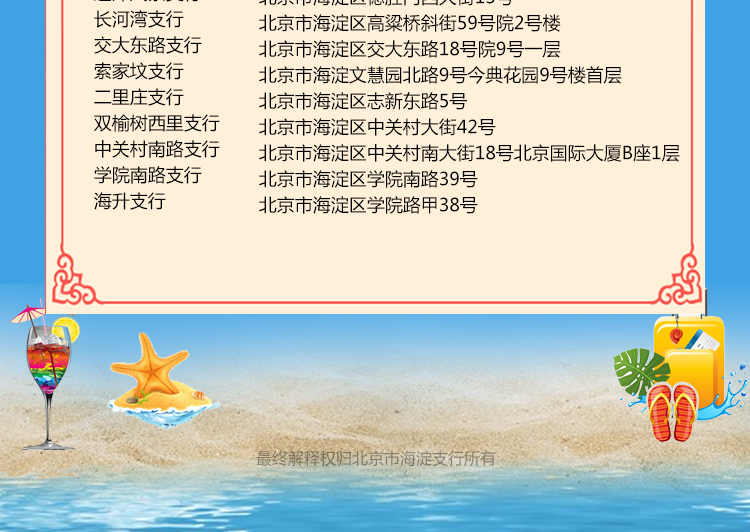 长河湾支行 北京市海淀区高粱桥斜街59号院2号楼
交大东路支行 北京市海淀区交大东路18号院9号一层
索家坟支行 北京市海淀文慧园北路9号今典花园9号楼首层
二里庄支行 北京市海淀区志新东路5号
双榆树西里支行 北京市海淀区中关村大街42号
中关村南路支行 北京市海淀区中关村南大街18号北京国际大厦B座1层
学院南路支行 北京市海淀区学院南路39号
海升支行 北京市海淀区学院路甲38号
最终解释权归北京市海淀支行所有